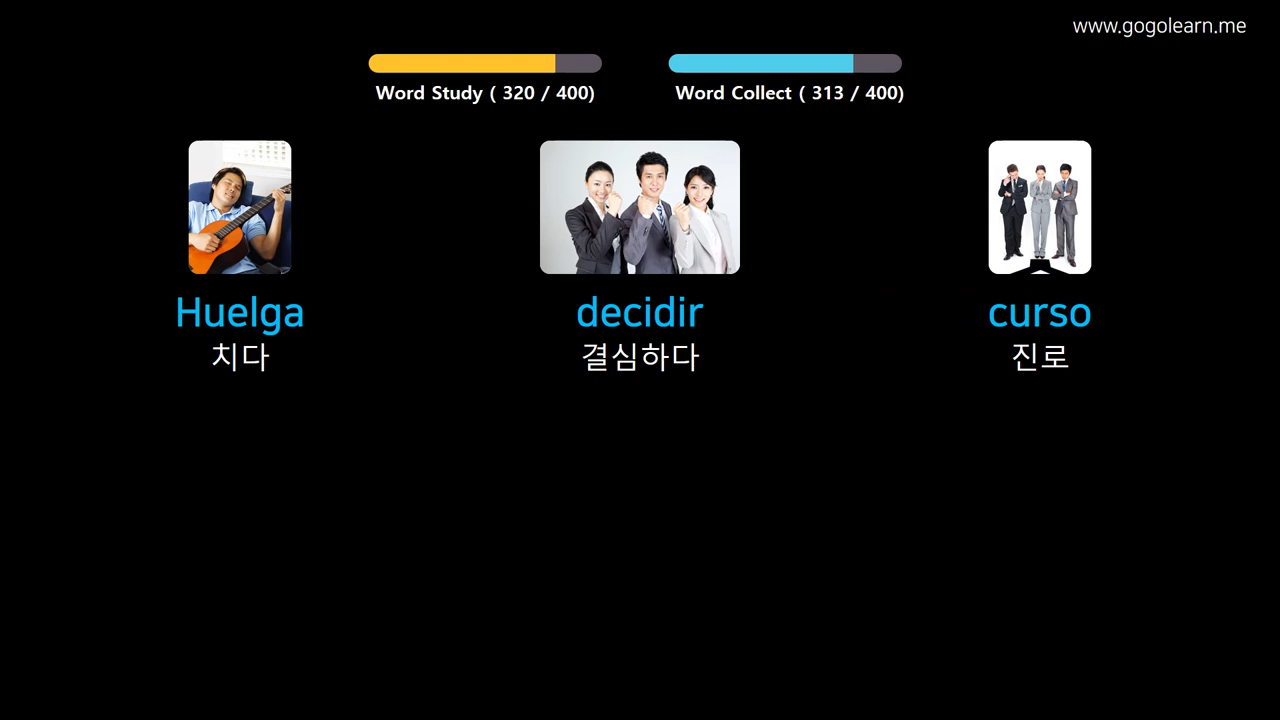 www.gogolearn.me
Word Study ( 320 / 400)
Word Collect ( 313 / 400)
Huelga
decidir
curso
치다
결심하다
진로